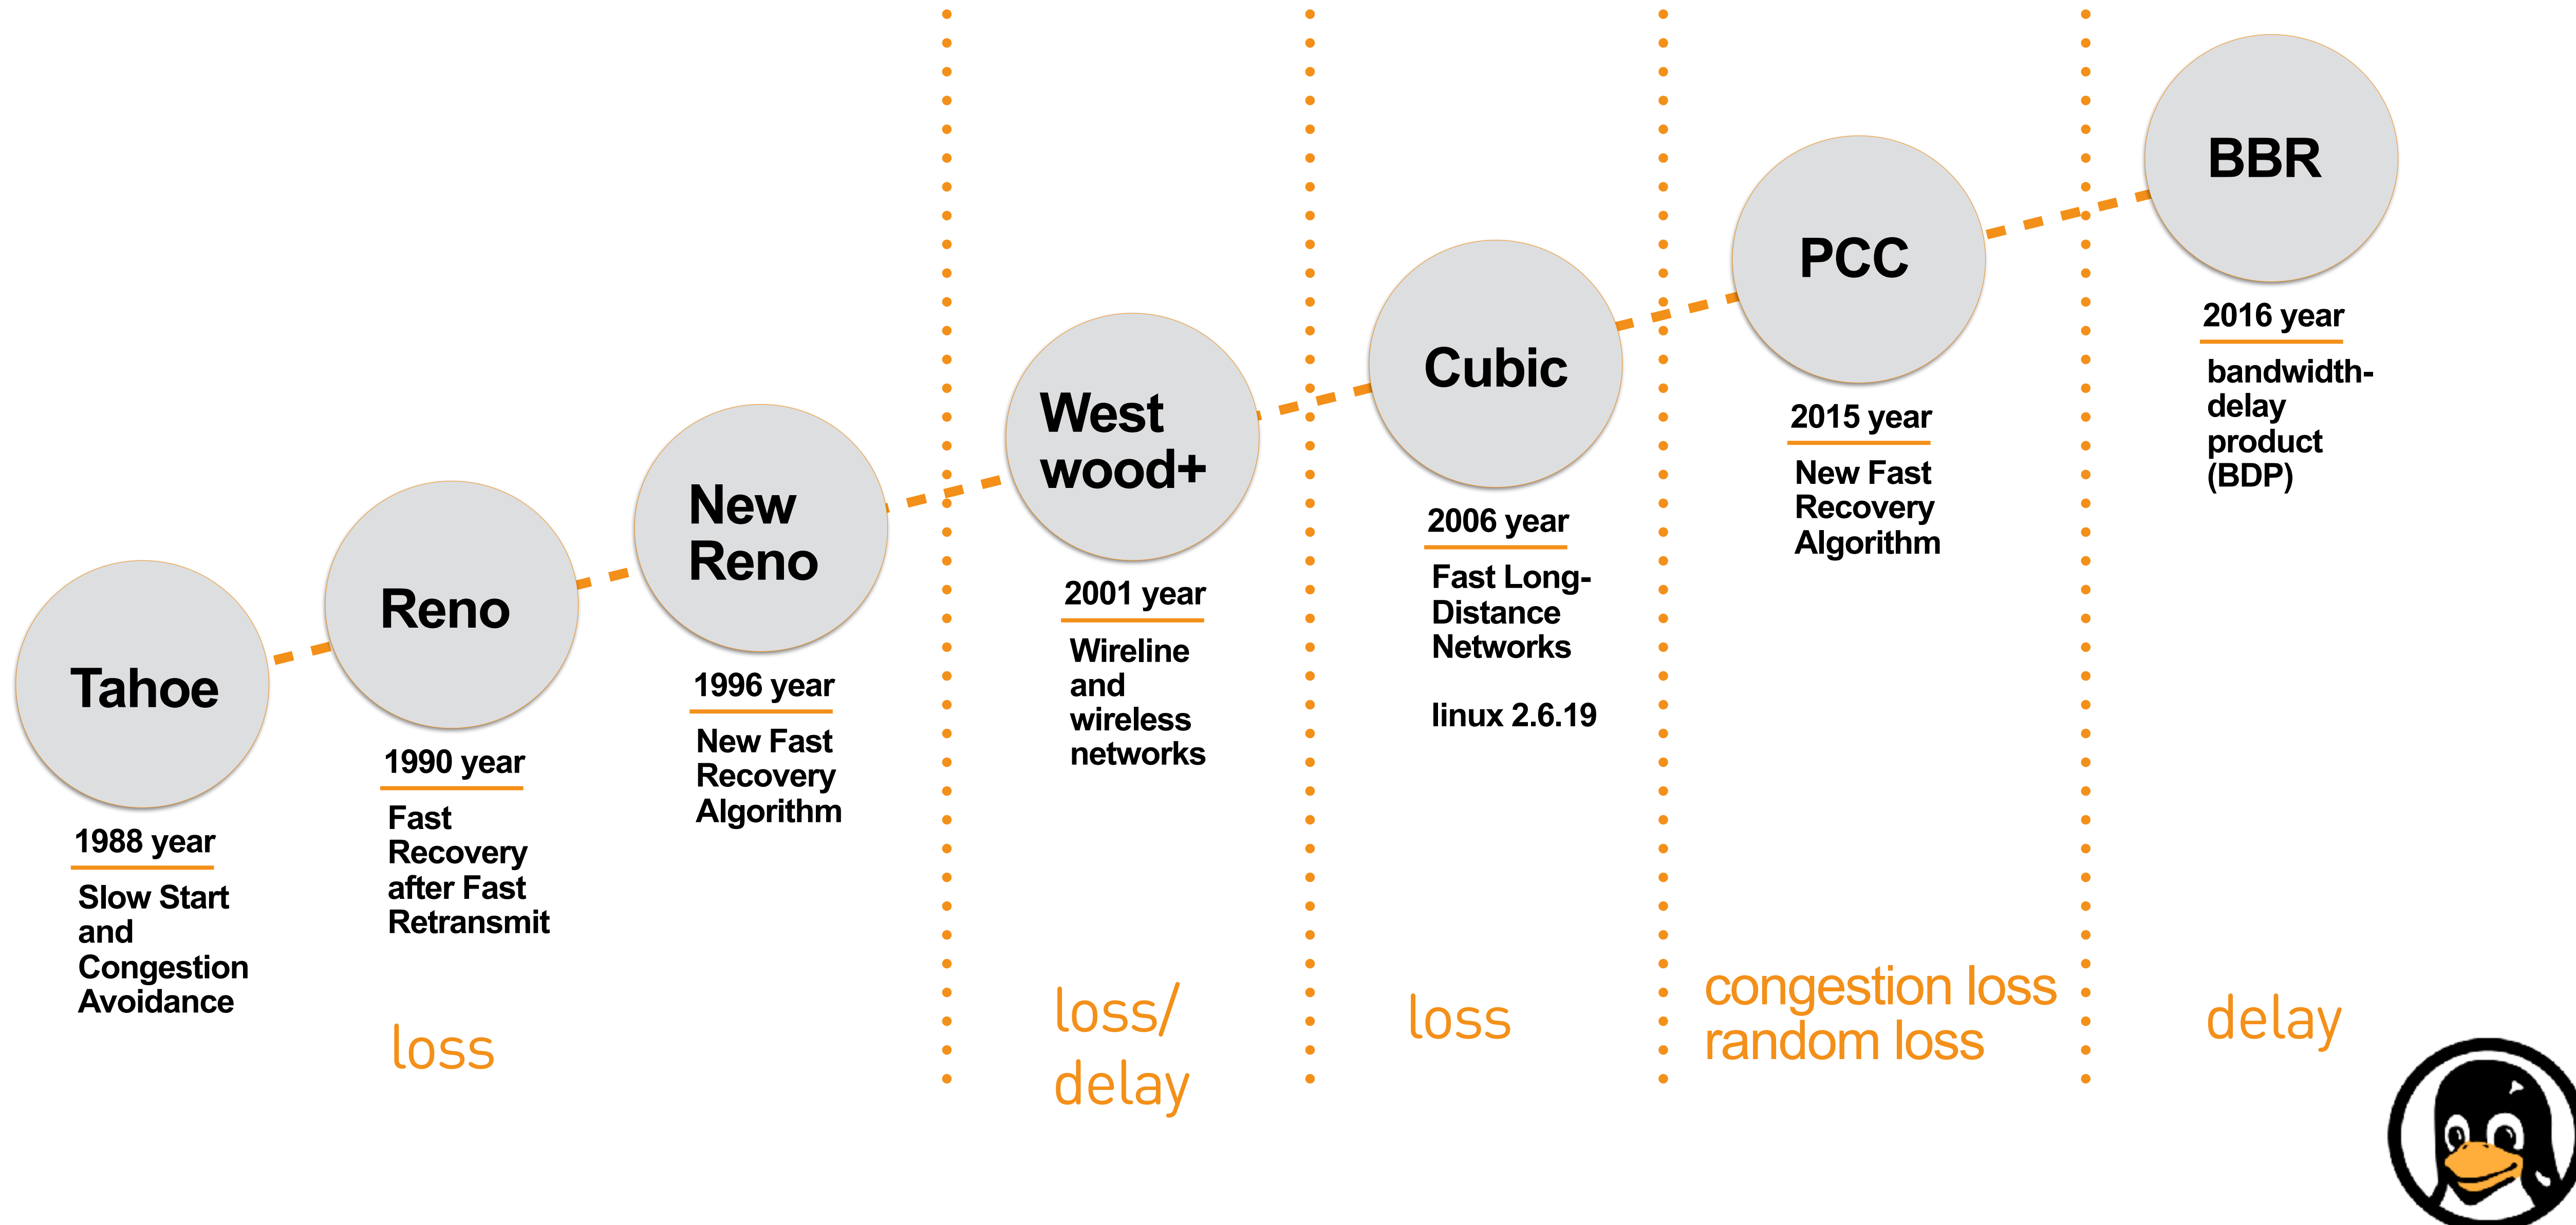 Tahoe
1988 year
Slow Start
and
Congestion
Avoidance
Reno
1990 year
Fast
Recovery
after Fast
Retransmit
New
Reno
1996 year
New Fast
Recovery
Algorithm
loss
West
wood+
2001 year
Wireline
and
wireless
networks
loss/
delay
Cubic
2006 year
Fast Long-
Distance
Networks
linux 2.6.19
loss
PCC
2015 year
New Fast
Recovery
Algorithm
congestion loss
random loss
BBR
2016 year
bandwidth-
delay
product
(BDP)
delay